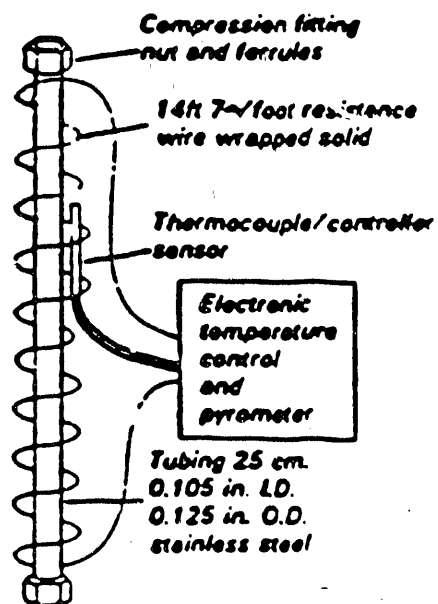 Compression fitting
nut and ferrules
14ft 7~/foot resistance
wire wrapped solid
Thermocouple/controller
sensor
Electronic
temperature
control
and
pyrometer
Tubing 25 cm.
0.105 in. I.D.
0.125 in. O.D.
stainless steel